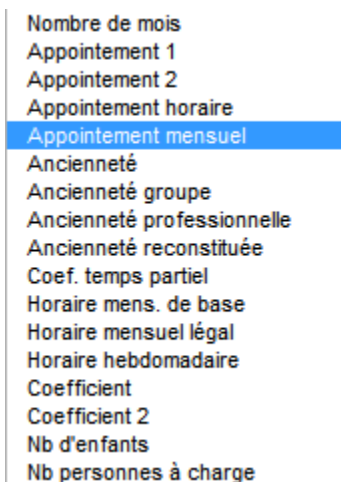 Nombre de mois
Appointement 1
Appointement 2
Appointement horaire
Appointement mensuel
Ancienneté
Ancienneté groupe
Ancienneté professionnelle
Ancienneté reconstituée
Coef. temps partiel
Horaire mens. de base
Horaire mensuel légal
Horaire hebdomadaire
Coefficient
Coefficient 2
Nb d'enfants
Nb personnes à charge